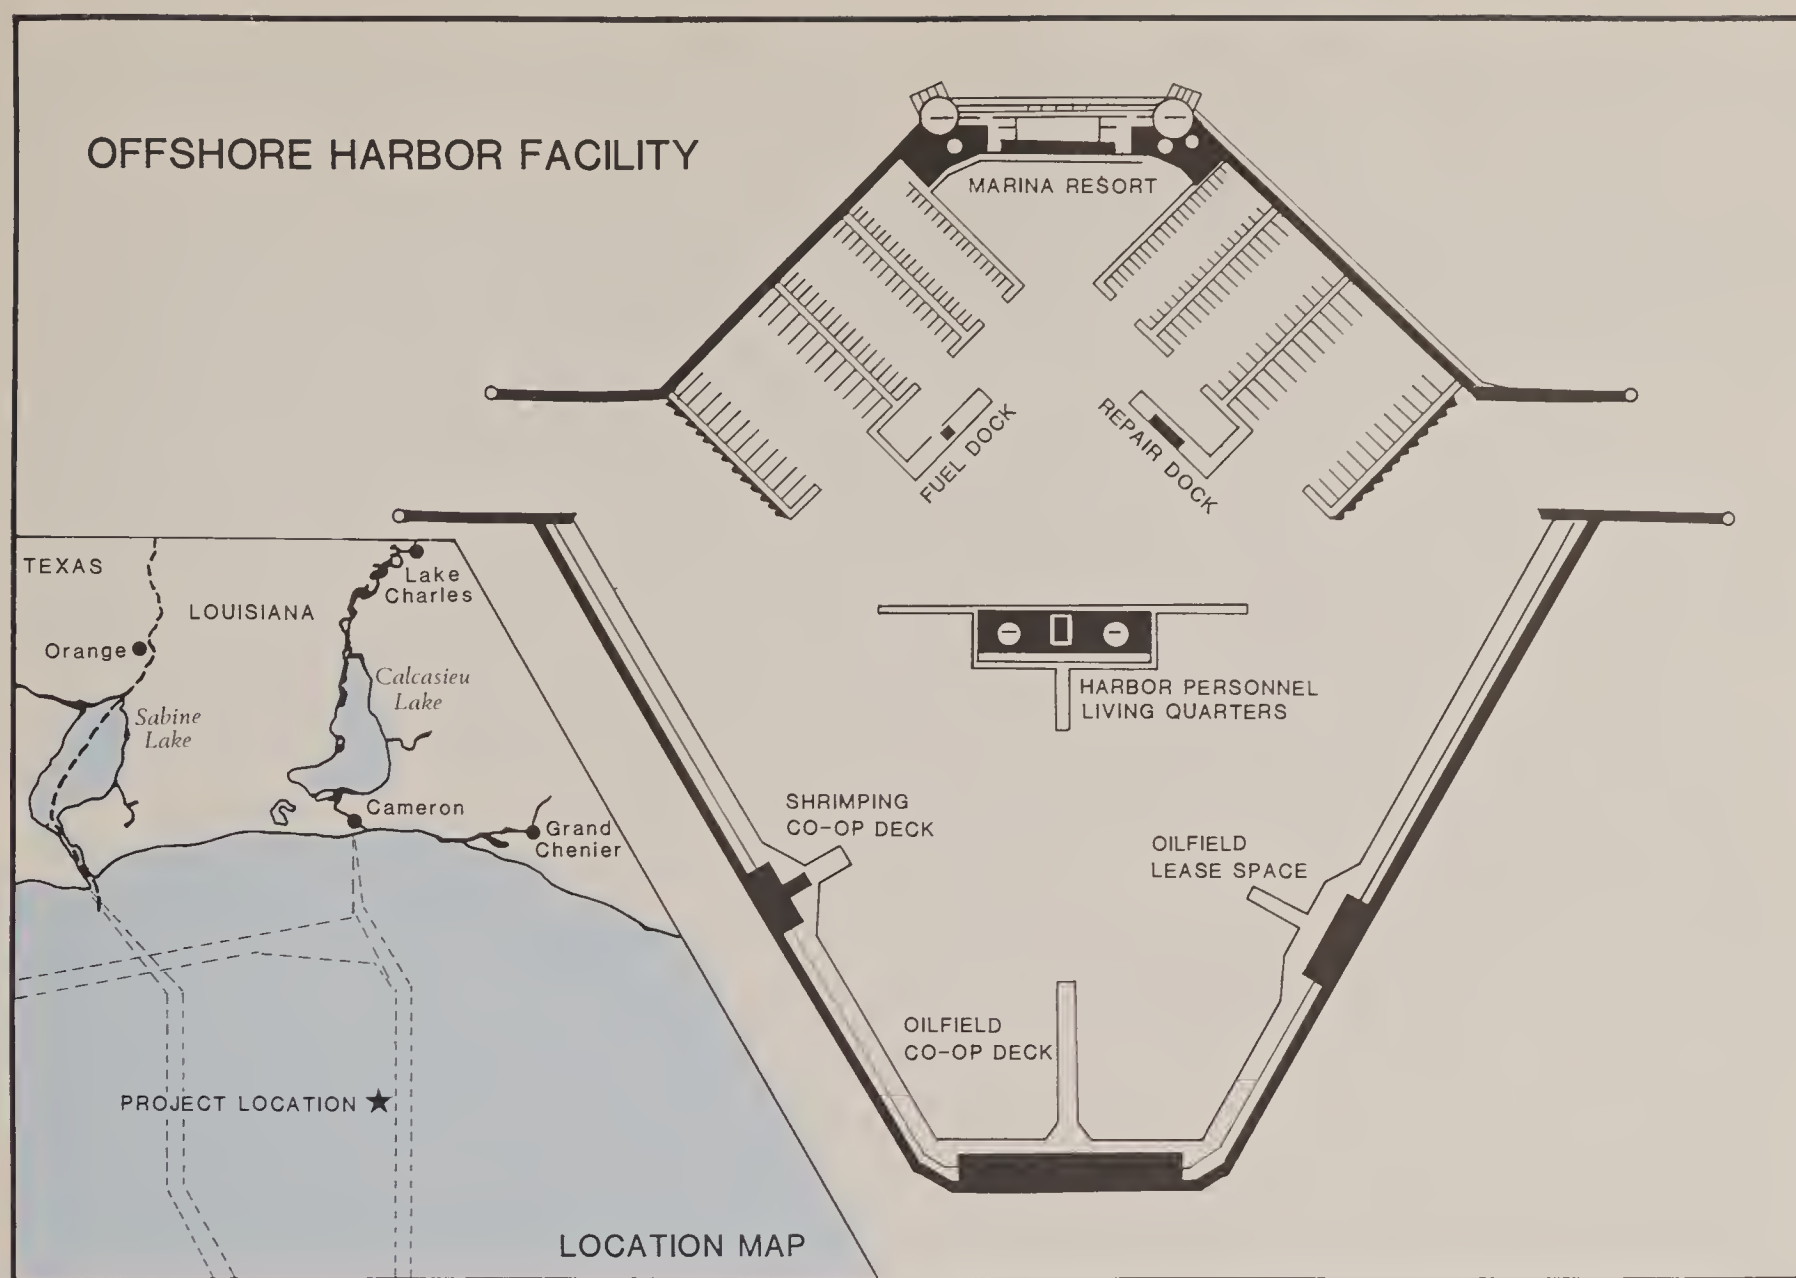 OFFSHORE HARBOR FACILITY
MARINA RESORT
FUEL DOCK
REPAIR DOCK
TEXAS
LOUISIANA
Lake
Charles
Orange
Calcasieu
Lake
Sabine
Lake
Cameron
Grand
Chenier
PROJECT LOCATION
LOCATION MAP
HARBOR PERSONNEL
LIVING QUARTERS
SHRIMPING
CO-OP DECK
OILFIELD
LEASE SPACE
OILFIELD
CO-OP DECK